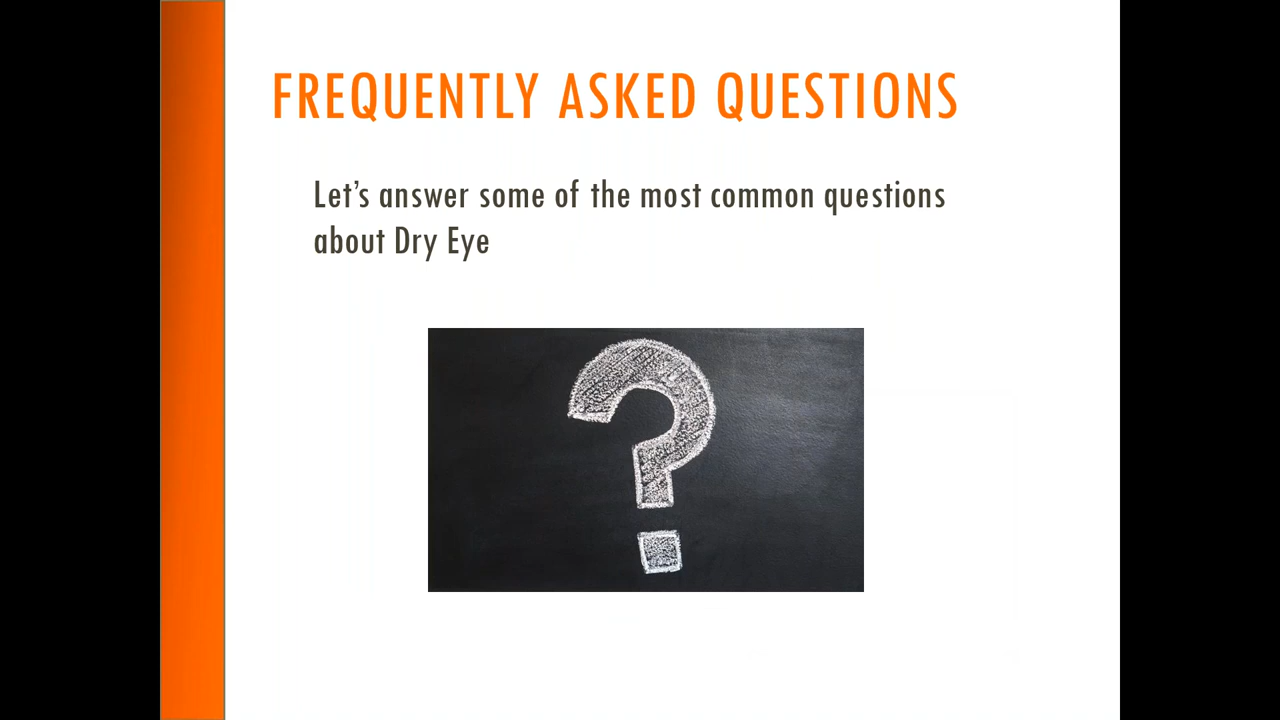 FREQUENTLY ASKED QUESTIONS
Let’s answer some of the most common questions
about Dry Eye